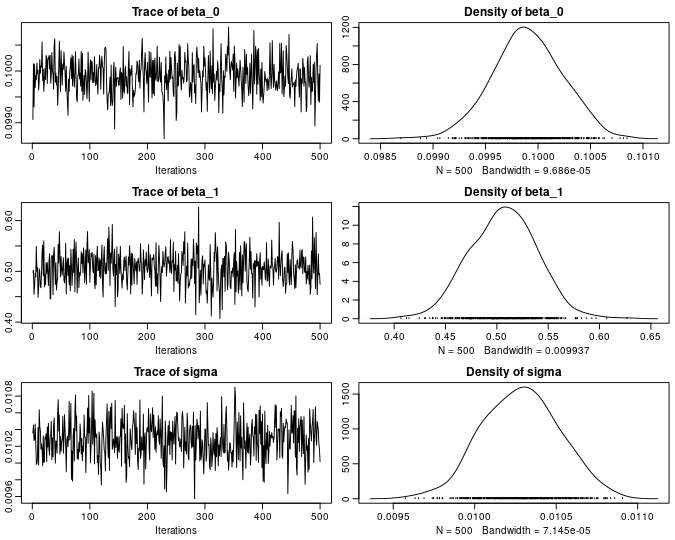 Trace of beta_0
0.0990 0.1000
0 100 200 300 400 500
Iterations
Density of beta_0
0 400 800 1200
0.0985 0.0990 0.0995 0.1000 0.1005 0.1010
N = 500 Bandwidth = 9.686e-05
Trace of beta_1
0.40 0.50 0.60
0 100 200 300 400 500
Iterations
Density of beta_1
0 2 4 6 8 10
0.40 0.45 0.50 0.55 0.60 0.65
N = 500 Bandwidth = 0.009937
Trace of sigma
0.0096 0.0102 0.0108
0 100 200 300 400 500
Iterations
Density of sigma
0 500 1000 1500
0.0095 0.0100 0.0105 0.0110
N = 500 Bandwidth = 7.145e-05